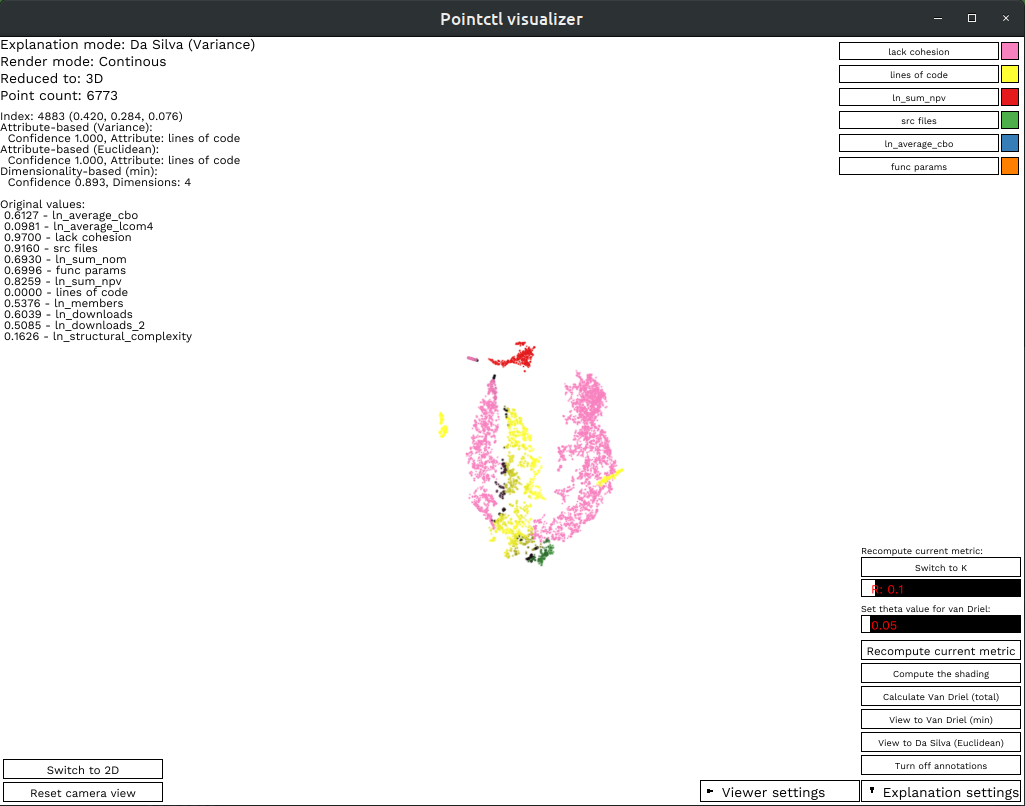 Pointctl visualizer
Explanation mode: Da Silva (Variance)
Render mode: Continous
Reduced to: 3D
Point count: 6773
Index: 4883 (0.420, 0.284, 0.076)
Attribute-based (Variance):
Confidence 1.000, Attribute: lines of code
Attribute-based (Euclidean):
Confidence 1.000, Attribute: lines of code
Dimensionality-based (min):
Confidence 0.893, Dimensions: 4
Original values:
0.6127 - ln_average_cbo
0.0981 - ln_average_lcom4
0.9700 - lack cohesion
0.9160 - src files
0.6930 - ln_sum_nom
0.6996 - func params
0.8259 - ln_sum_npv
0.0000 - lines of code
0.5376 - ln_members
0.6039 - ln_downloads
0.5085 - ln_downloads_2
0.1626 - ln_structural_complexity
lack cohesion
lines of code
ln_sum_npv
src files
ln_average_cbo
func params
Recompute current metric:
Switch to K
R: 0.1
Set theta value for van Driel:
0.05
Recompute current metric
Compute the shading
Calculate Van Driel (total)
View to Van Driel (min)
View to Da Silva (Euclidean)
Turn off annotations
Switch to 2D
Reset camera view
Viewer settings
Explanation settings